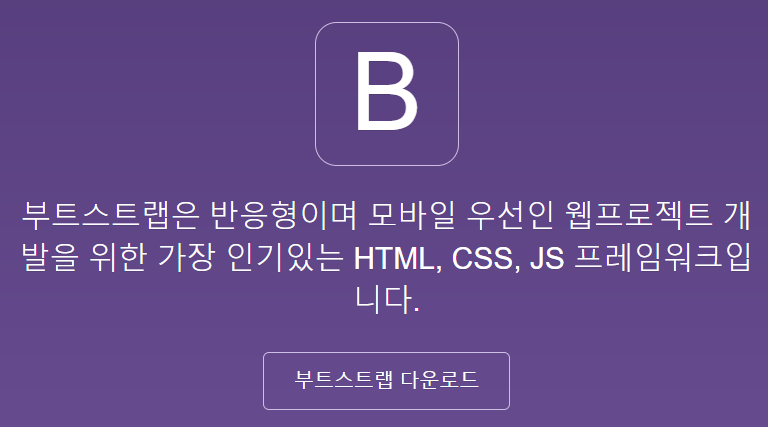 B
부트스트랩은 반응형이며 모바일 우선인 웹프로젝트 개
발을 위한 가장 인기있는 HTML, CSS, JS 프레임워크입
니다.
부트스트랩 다운로드